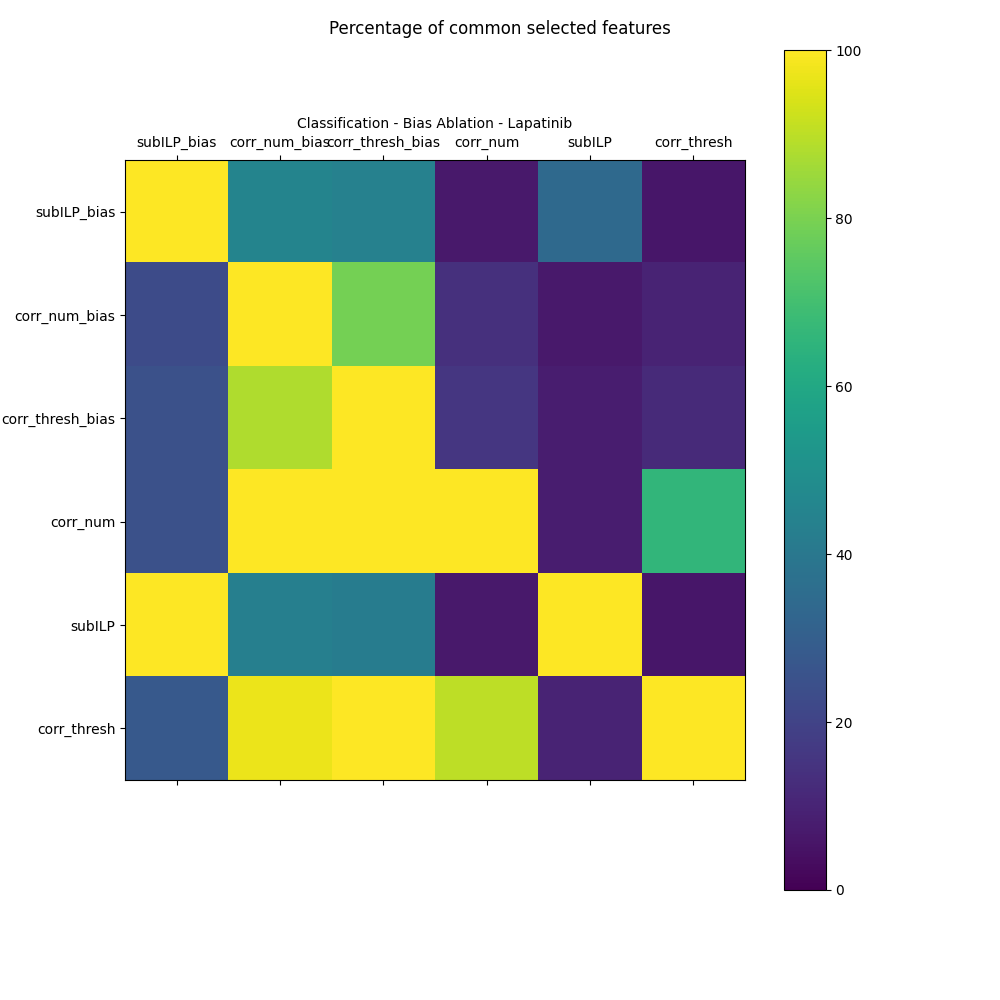 Percentage of common selected features
Classification - Bias Ablation - Lapatinib
subILP_bias corr_num_bias corr_thresh_bias corr_num subILP corr_thresh
subILP_bias
corr_num_bias
corr_thresh_bias
corr_num
subILP
corr_thresh
100
80
60
40
20
0